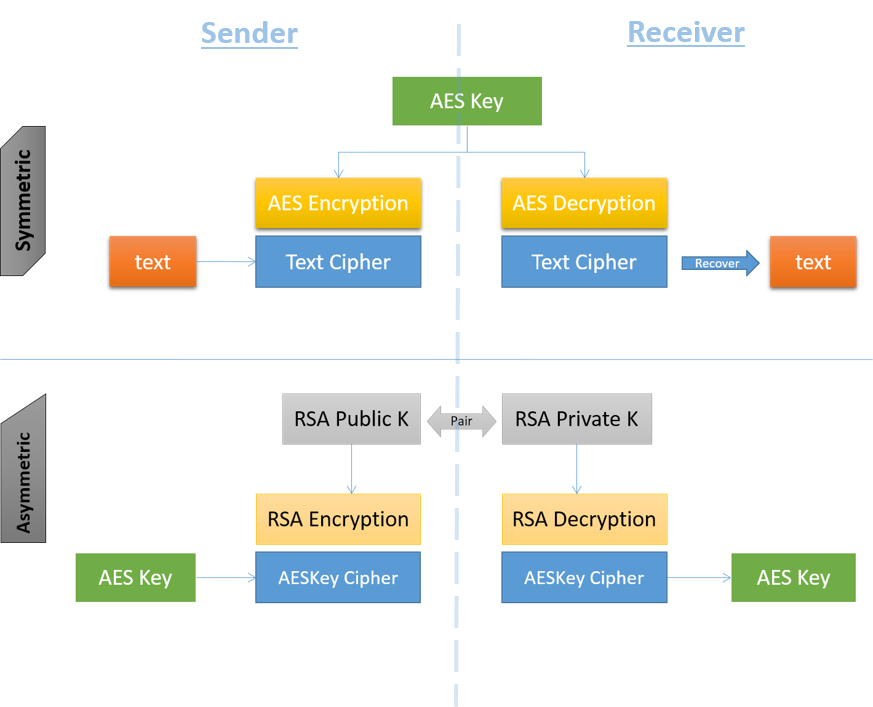 Sender
Receiver
AES Key
Symmetric
AES Encryption
AES Decryption
text
Text Cipher
Text Cipher
Recover
text
Asymmetric
RSA Public K
Pair
RSA Private K
RSA Encryption
RSA Decryption
AES Key
AESKey Cipher
AESKey Cipher
AES Key